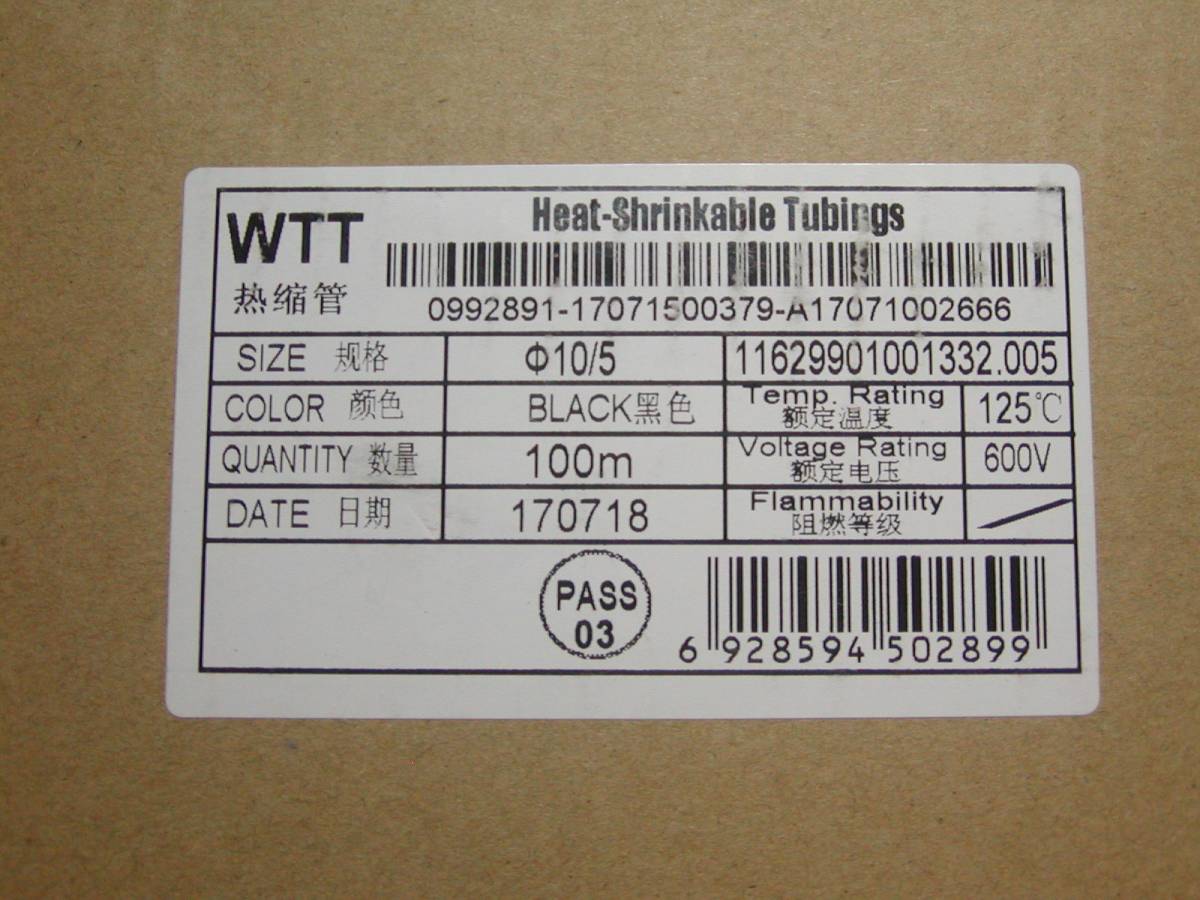 WTT
Heat-Shrinkable Tubings
热缩管
0992891-17071500379-A17071002666
SIZE 规格 Φ10/5 11629901001332.005
COLOR 颜色 BLACK黑色 Temp. Rating 额定温度 125℃
QUANTITY 数量 100m Voltage Rating 额定电压 600V
DATE 日期 170718 Flammability 阻燃等级 /
PASS
03
6 928594 502899